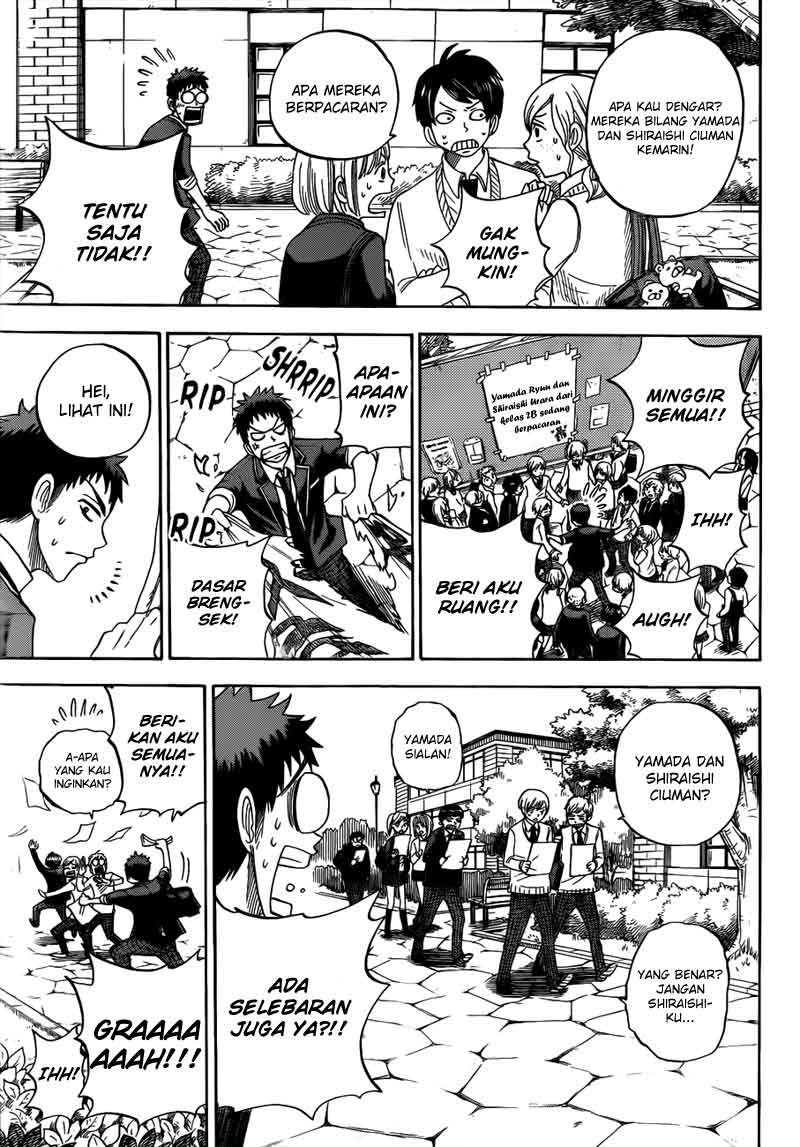 APA KAU DENGAR?
MEREKA BILANG YAMADA
DAN SHIRAISHI CIUMAN
KEMARIN!
APA MEREKA
BERPACARAN?
GAK
MUNG-
KIN!
TENTU
SAJA
TIDAK!!
MINGGIR
SEMUA!!
Yamada Ryuu dan
Shiraishi Urara dari
kelas 2B sedang
berpacaran
IHH!
BERI AKU
RUANG!!
AUGH!
APA-
APAAN
INI?
SHRRIP
RIP
RIP
DASAR
BRENG-
SEK!
HEI,
LIHAT INI!
YAMADA DAN
SHIRAISHI
CIUMAN?
YAMADA
SIALAN!
YANG BENAR?
JANGAN
SHIRAISHI-
KU...
ADA
SELEBARAN
JUGA YA?!!
BERI-
KAN AKU
SEMUA-
NYA!!
A-APA
YANG KAU
INGINKAN?
GRAAAA
AAAAH!!!
IHH!